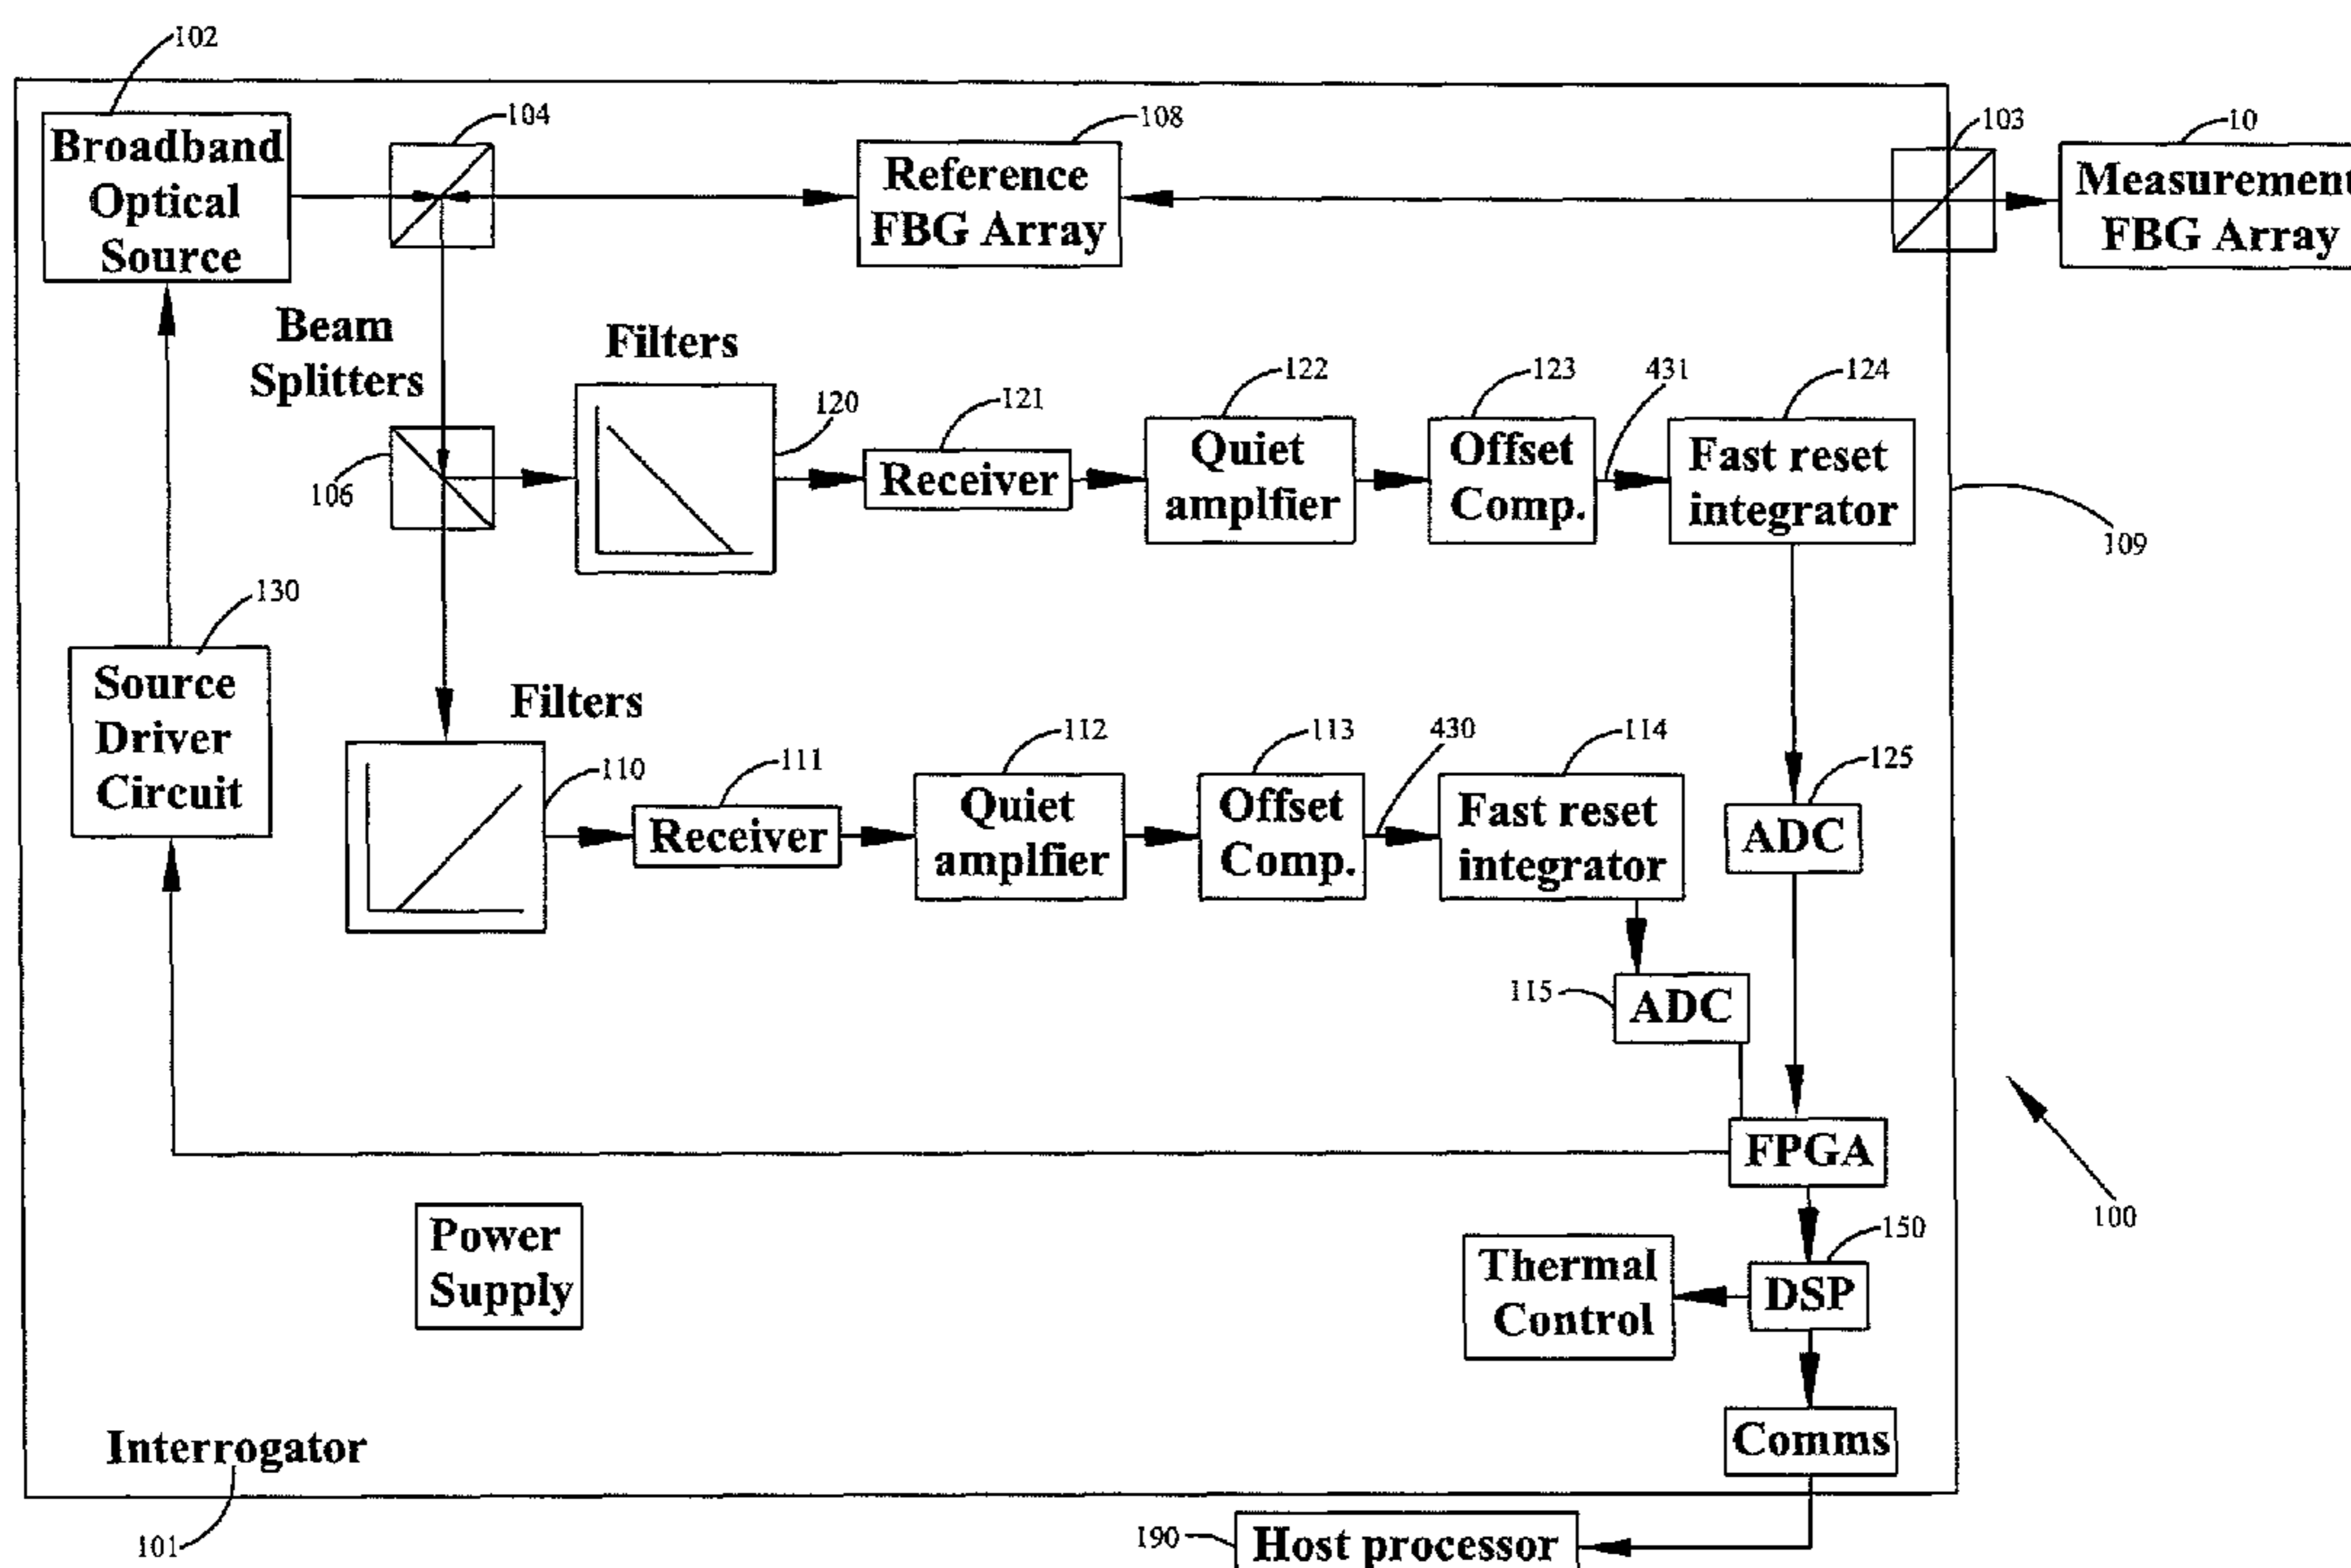 102
104
108
103
10
Broadband
Optical
Source
Reference
FBG Array
Measurement
FBG Array
Beam
Splitters
Filters
106
120
121
Receiver
122
Quiet
amplfier
123
Offset
Comp.
431
124
Fast reset
integrator
109
130
Source
Driver
Circuit
Filters
110
111
Receiver
112
Quiet
amplfier
113
Offset
Comp.
430
114
Fast reset
integrator
125
ADC
115
ADC
FPGA
100
Power
Supply
150
DSP
Thermal
Control
Comms
Interrogator
101
190
Host processor